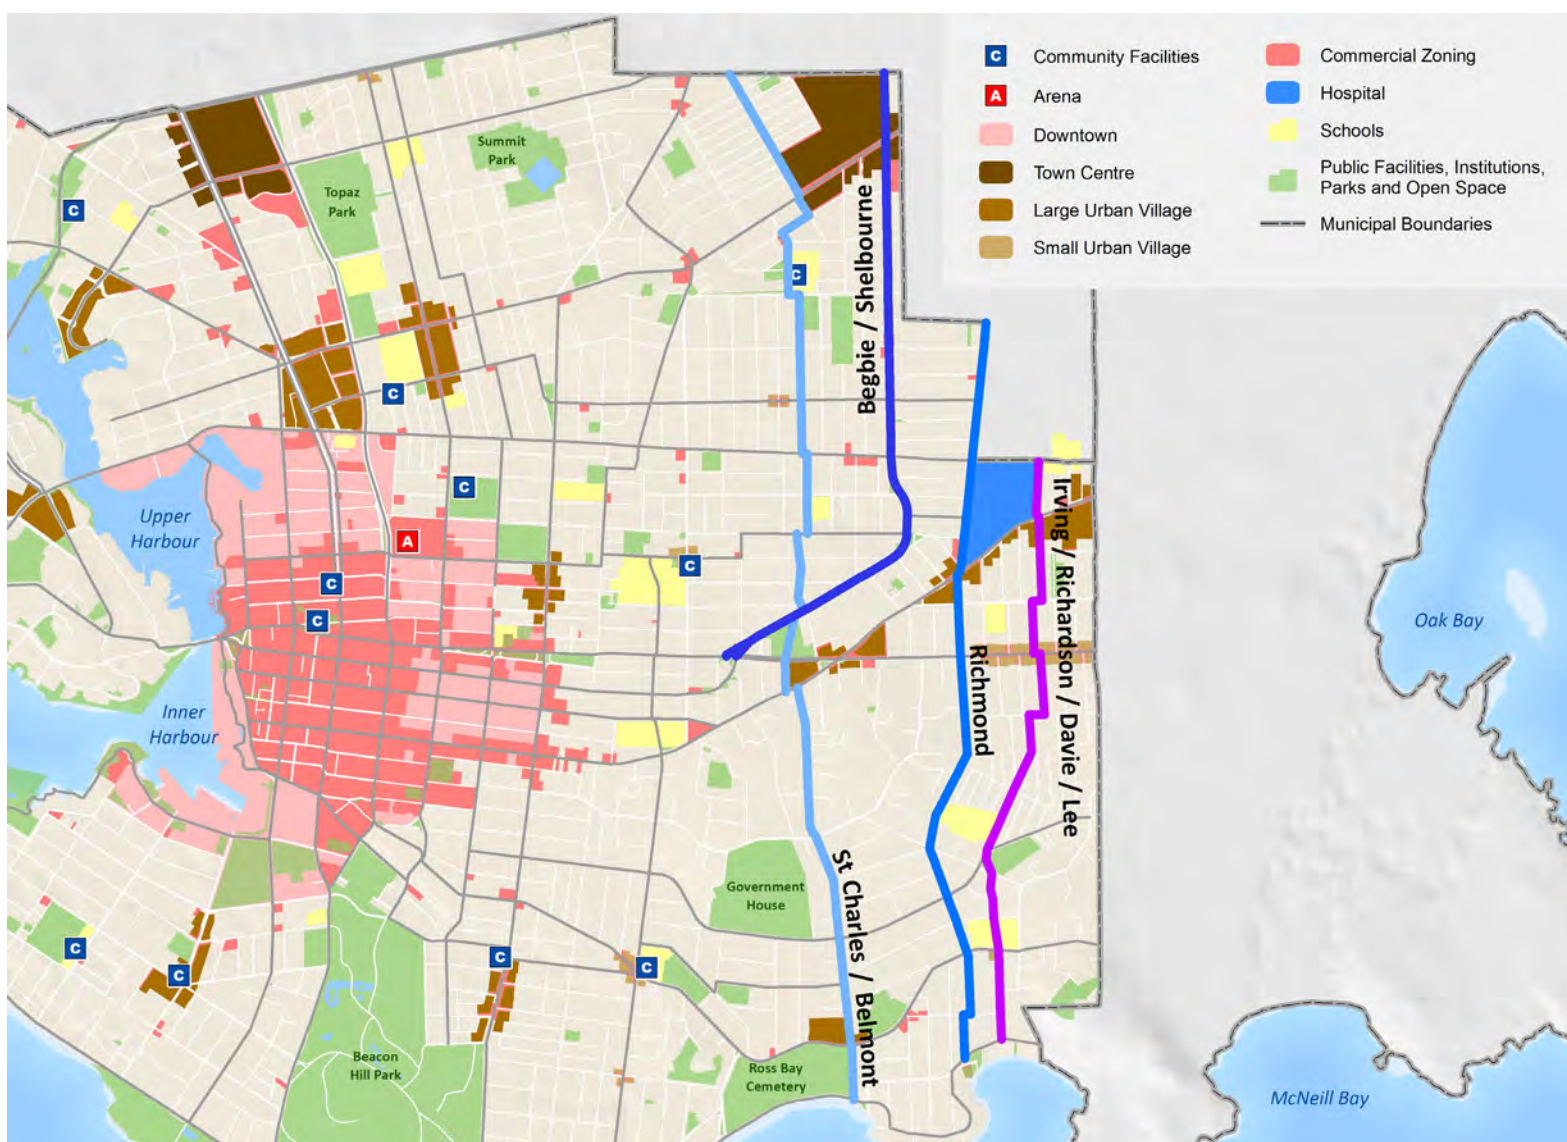 C
Community Facilities
A
Arena
Downtown
Town Centre
Large Urban Village
Small Urban Village
Commercial Zoning
Hospital
Schools
Public Facilities, Institutions,
Parks and Open Space
Municipal Boundaries
Summit
Park
Topaz
Park
C
C
C
C
A
C
C
C
Upper
Harbour
Inner
Harbour
Begbie / Shelbourne
Irving / Richardson / Davie / Lee
Richmond
St Charles / Belmont
Oak Bay
Government
House
C
C
C
C
Beacon
Hill Park
Ross Bay
Cemetery
McNeill Bay